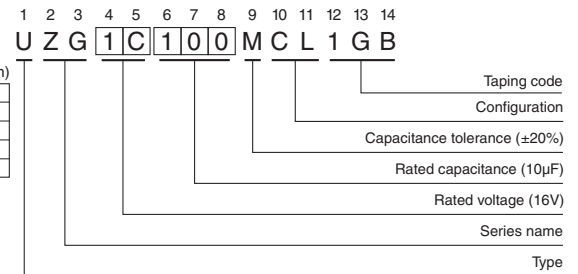 1 2 3 4 5 6 7 8 9 10 11 12 13 14
U Z G 1 C 1 0 0 M C L 1 G B
Taping code
Configuration
Capacitance tolerance (±20%)
Rated capacitance (10µF)
Rated voltage (16V)
Series name
Type